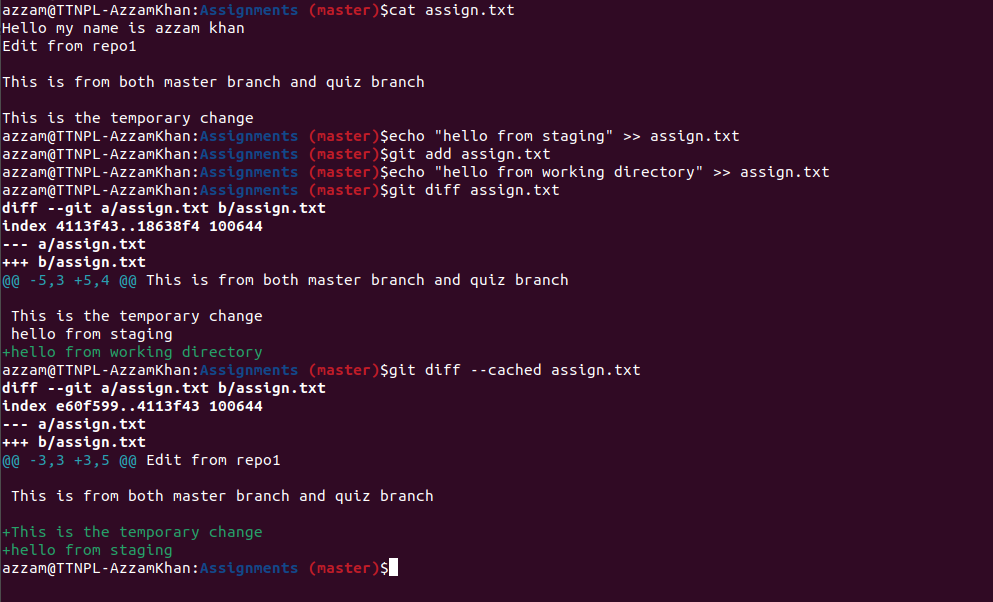 azzam@TTNPL-AzzamKhan:Assignments (master)$cat assign.txt
Hello my name is azzam khan
Edit from repo1

This is from both master branch and quiz branch

This is the temporary change
azzam@TTNPL-AzzamKhan:Assignments (master)$echo "hello from staging" >> assign.txt
azzam@TTNPL-AzzamKhan:Assignments (master)$git add assign.txt
azzam@TTNPL-AzzamKhan:Assignments (master)$echo "hello from working directory" >> assign.txt
azzam@TTNPL-AzzamKhan:Assignments (master)$git diff assign.txt
diff --git a/assign.txt b/assign.txt
index 4113f43..18638f4 100644
--- a/assign.txt
+++ b/assign.txt
@@ -5,3 +5,4 @@ This is from both master branch and quiz branch

 This is the temporary change
 hello from staging
+hello from working directory
azzam@TTNPL-AzzamKhan:Assignments (master)$git diff --cached assign.txt
diff --git a/assign.txt b/assign.txt
index e60f599..4113f43 100644
--- a/assign.txt
+++ b/assign.txt
@@ -3,3 +3,5 @@ Edit from repo1

 This is from both master branch and quiz branch

+This is the temporary change
+hello from staging
azzam@TTNPL-AzzamKhan:Assignments (master)$